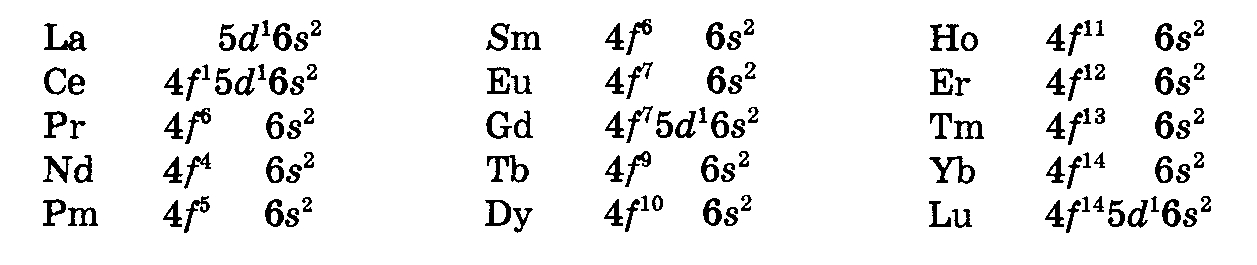 La 5d¹6s² Sm 4f⁶ 6s² Ho 4f¹¹ 6s²
Ce 4f¹5d¹6s² Eu 4f⁷ 6s² Er 4f¹² 6s²
Pr 4f⁶ 6s² Gd 4f⁷5d¹6s² Tm 4f¹³ 6s²
Nd 4f⁴ 6s² Tb 4f⁹ 6s² Yb 4f¹⁴ 6s²
Pm 4f⁵ 6s² Dy 4f¹⁰ 6s² Lu 4f¹⁴5d¹6s²